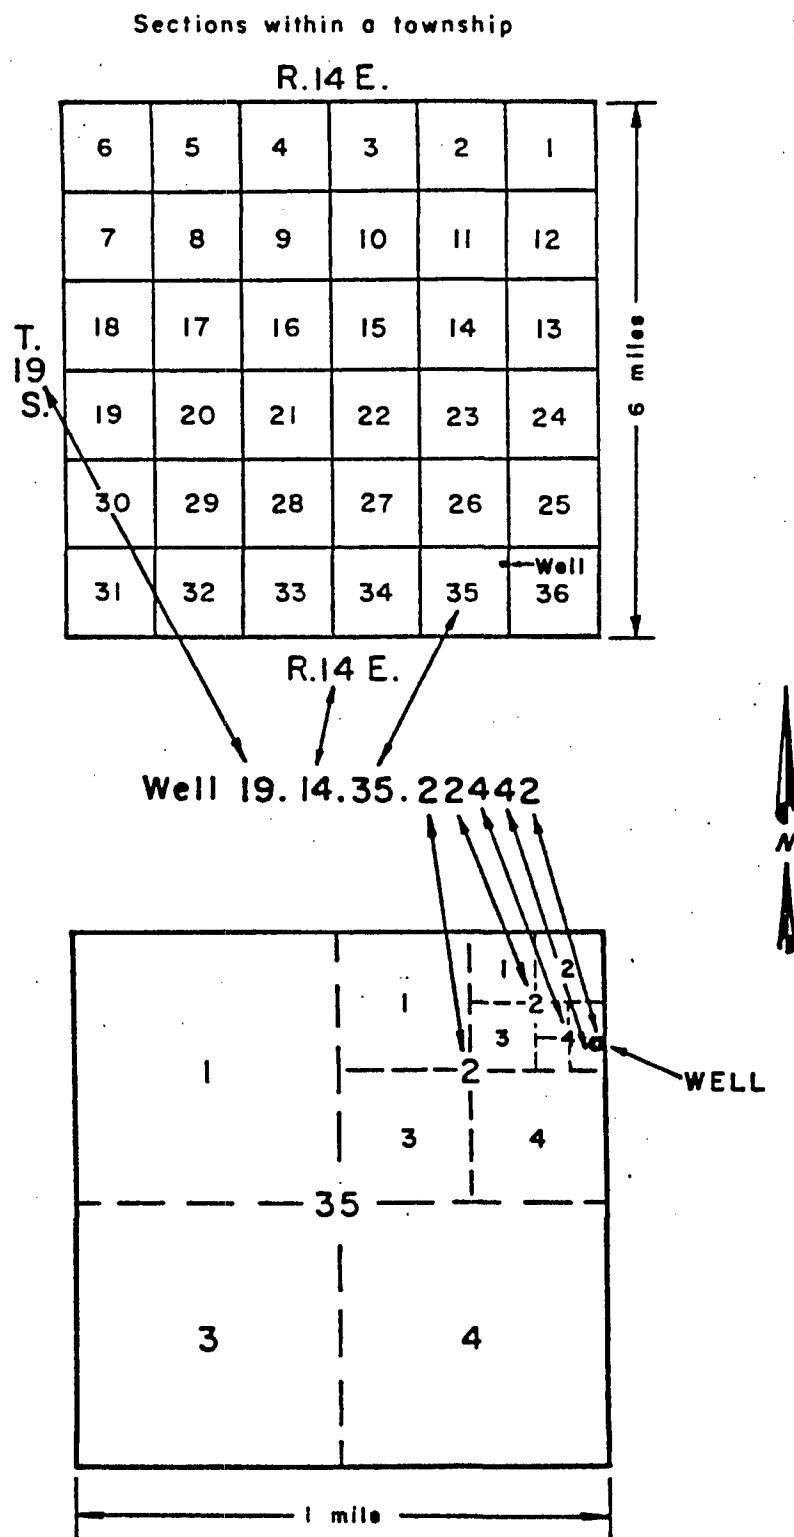 Sections within a township
R.14 E.
6 5 4 3 2 1
7 8 9 10 11 12
18 17 16 15 14 13
T.
19
S.
19 20 21 22 23 24
30 29 28 27 26 25
Well
31 32 33 34 35 36
6 miles
R.14 E.
Well 19.14.35.22442
N
1 2
1 2
3 4
1 2
WELL
3 4
35
3 4
1 mile